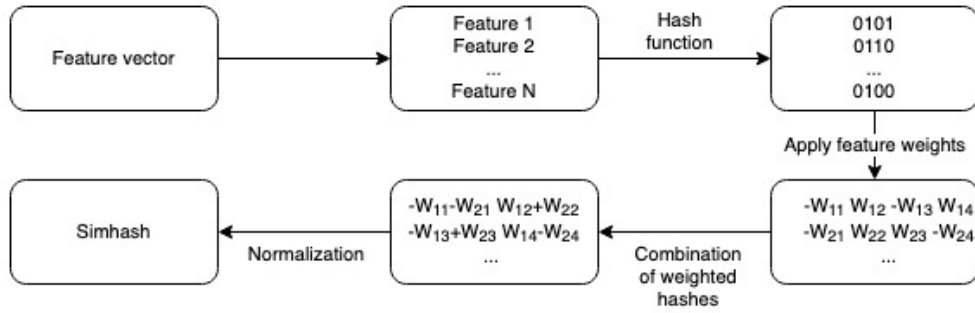 Feature vector
Feature 1
Feature 2
...
Feature N
Hash
function
0101
0110
...
0100
Apply feature weights
-W₁₁ W₁₂ -W₁₃ W₁₄
-W₂₁ W₂₂ W₂₃ -W₂₄
...
Combination
of weighted
hashes
-W₁₁-W₂₁ W₁₂+W₂₂
-W₁₃+W₂₃ W₁₄-W₂₄
...
Normalization
Simhash